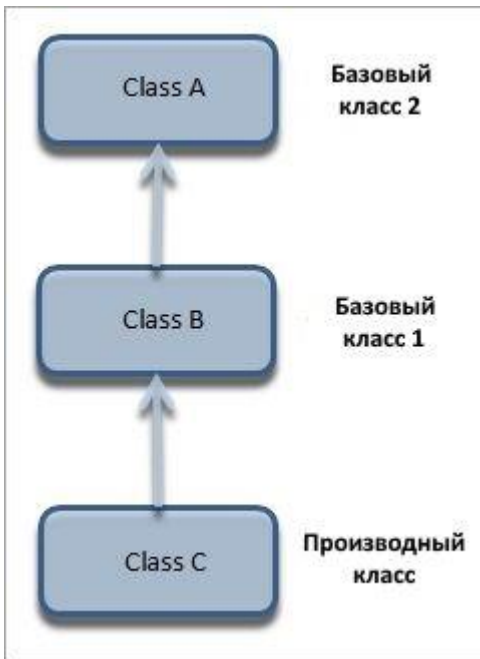 Class A
Базовый
класс 2
Class B
Базовый
класс 1
Class C
Производный
класс